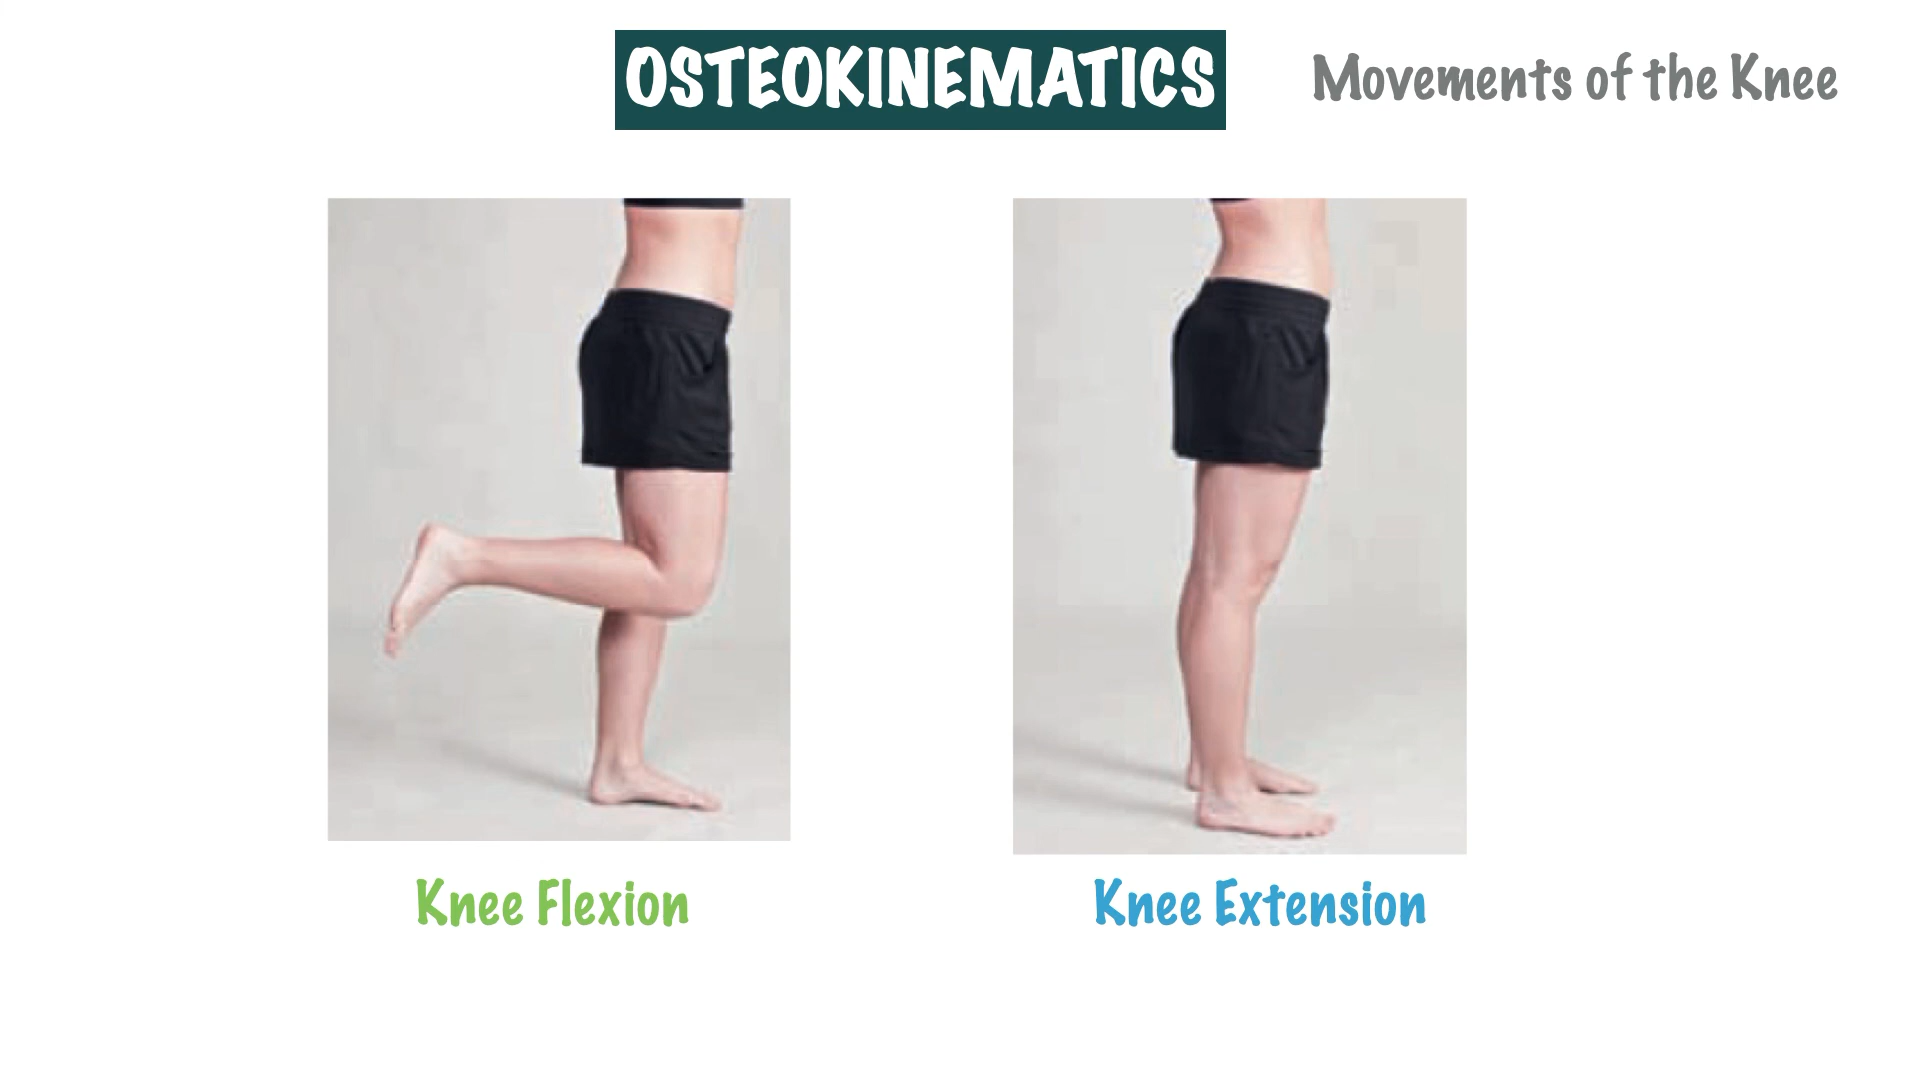 OSTEOKINEMATICS
Movements of the Knee
Knee Flexion
Knee Extension